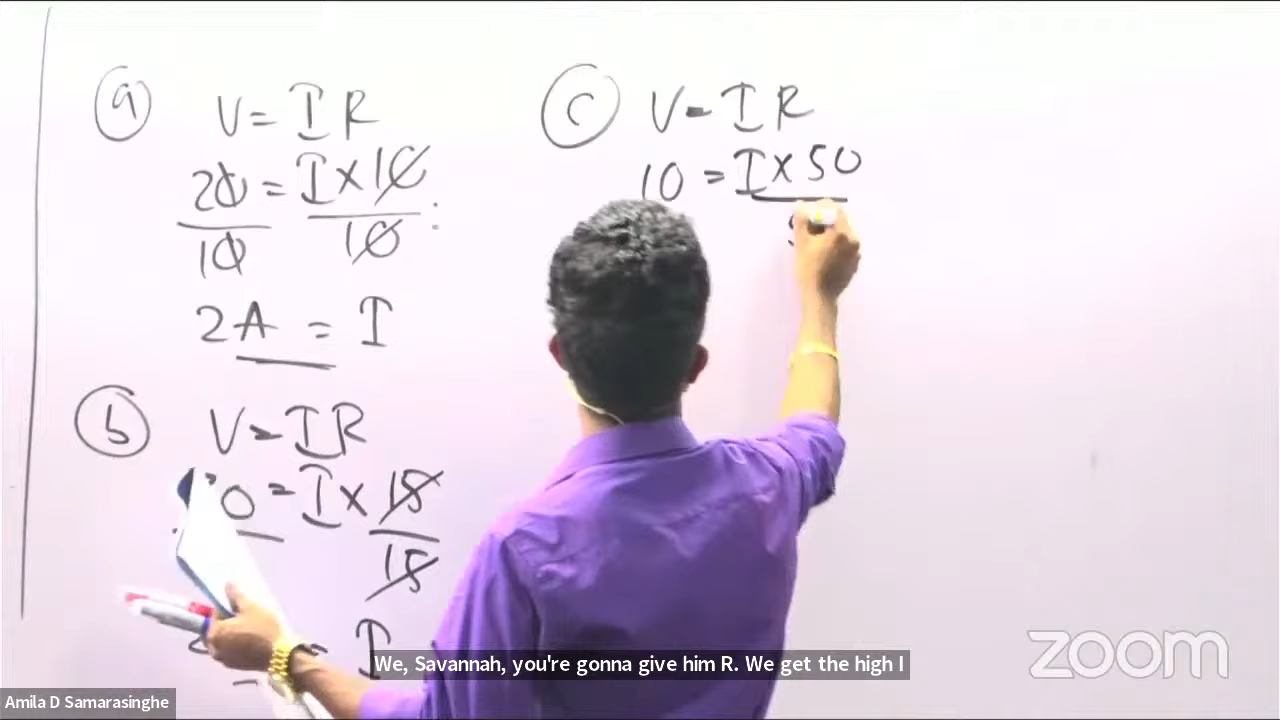 a
V = I R
20 = I × 10
10 10 :
2A = I
b
V = I R
0 = I × 15
15
= I
c
V = I R
10 = I × 50
We, Savannah, you're gonna give him R. We get the high I
Amila D Samarasinghe
zoom